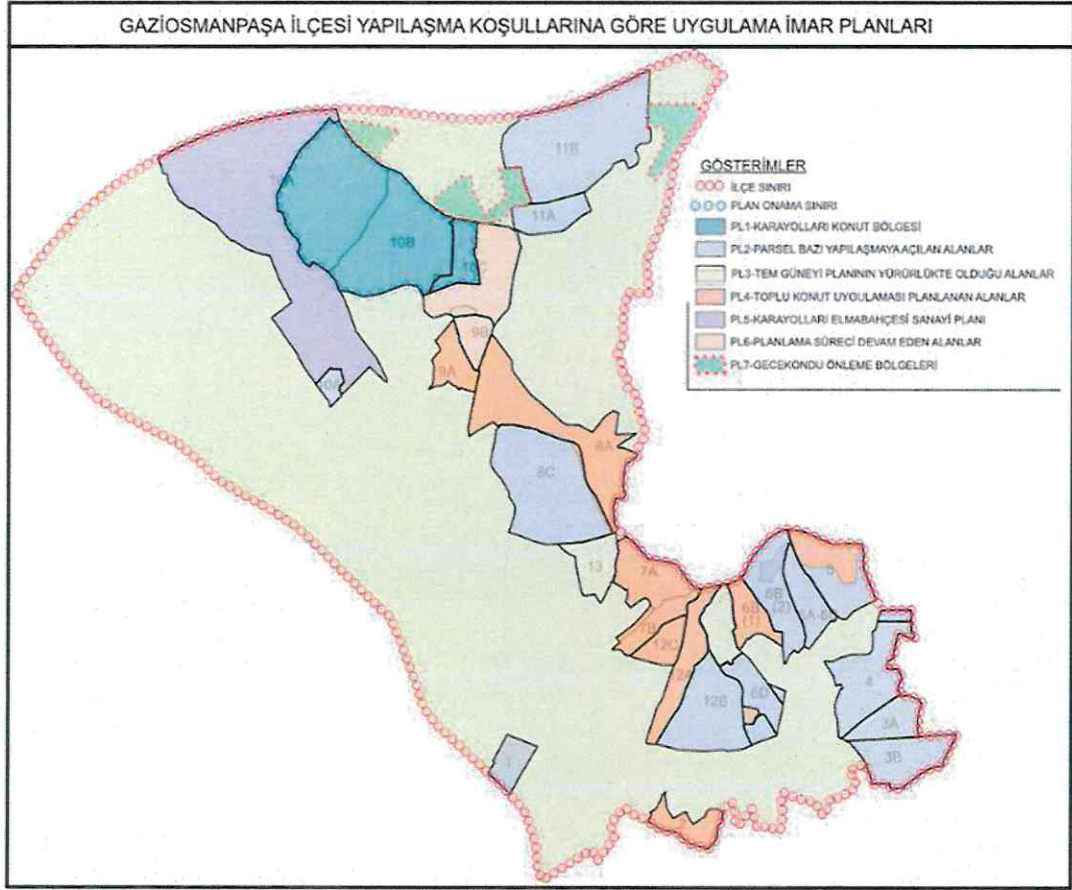 GAZİOSMANPAŞA İLÇESİ YAPILAŞMA KOŞULLARINA GÖRE UYGULAMA İMAR PLANLARI
GÖSTERİMLER
İLÇE SINIRI
PLAN ONAMA SINIRI
PL1-KARAYOLLARI KONUT BÖLGESİ
PL2-PARSEL BAZI YAPILAŞMAYA AÇILAN ALANLAR
PL3-TEM GÜNEYİ PLANININ YÜRÜRLÜKTE OLDUĞU ALANLAR
PL4-TOPLU KONUT UYGULAMASI PLANLANAN ALANLAR
PL5-KARAYOLLARI ELMABAHÇESİ SANAYİ PLANI
PL6-PLANLAMA SÜRECİ DEVAM EDEN ALANLAR
PL7-GECEKONDU ÖNLEME BÖLGELERİ
11B
11A
10B
9B
9A
8A
8C
13
7A
7B
12C
12A
12B
6B
(1)
6B
(2)
6D
4
3A
3B
1